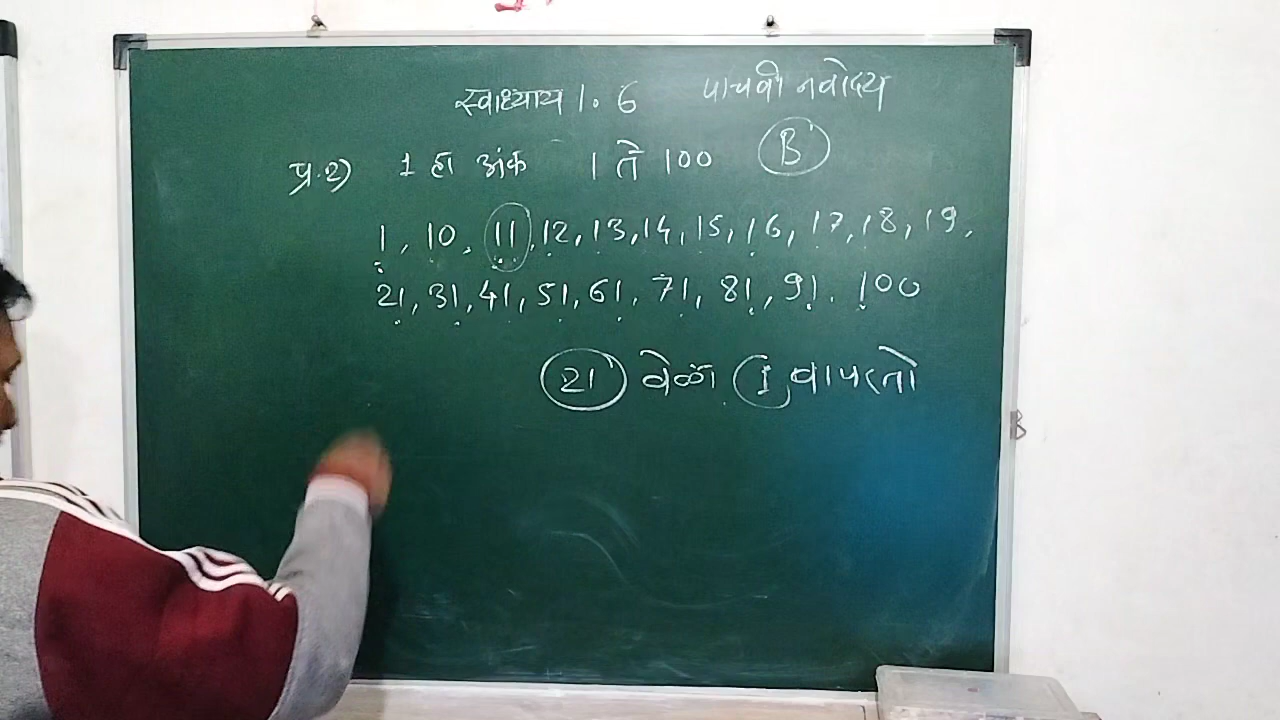 स्वाध्याय 1.6 पाचवी नवोदय
प्र.२) 1 हा अंक 1 ते 100 B
1, 10, 11, 12, 13, 14, 15, 16, 17, 18, 19,
21, 31, 41, 51, 61, 71, 81, 91. 100
21 वेळा 1 वापरतो